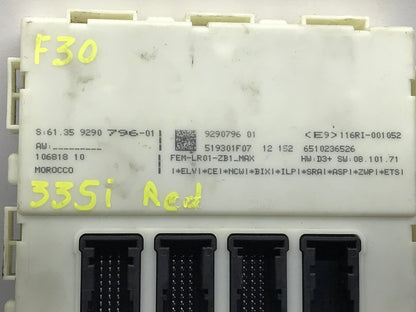 F30
S:61.35 9290 796-01
AW:__________
106818 10
MOROCCO
9290796 01
519301F07 12 152
FEM-LR01-ZB1_MAX
<E9>116RI-001052
6510236526
HW:D3+ SW:08.101.71
|*ELV|*CE|*NCW|*BIX|*ILP|*SRA|*ASP|*ZWP|*ETS|
335i Red